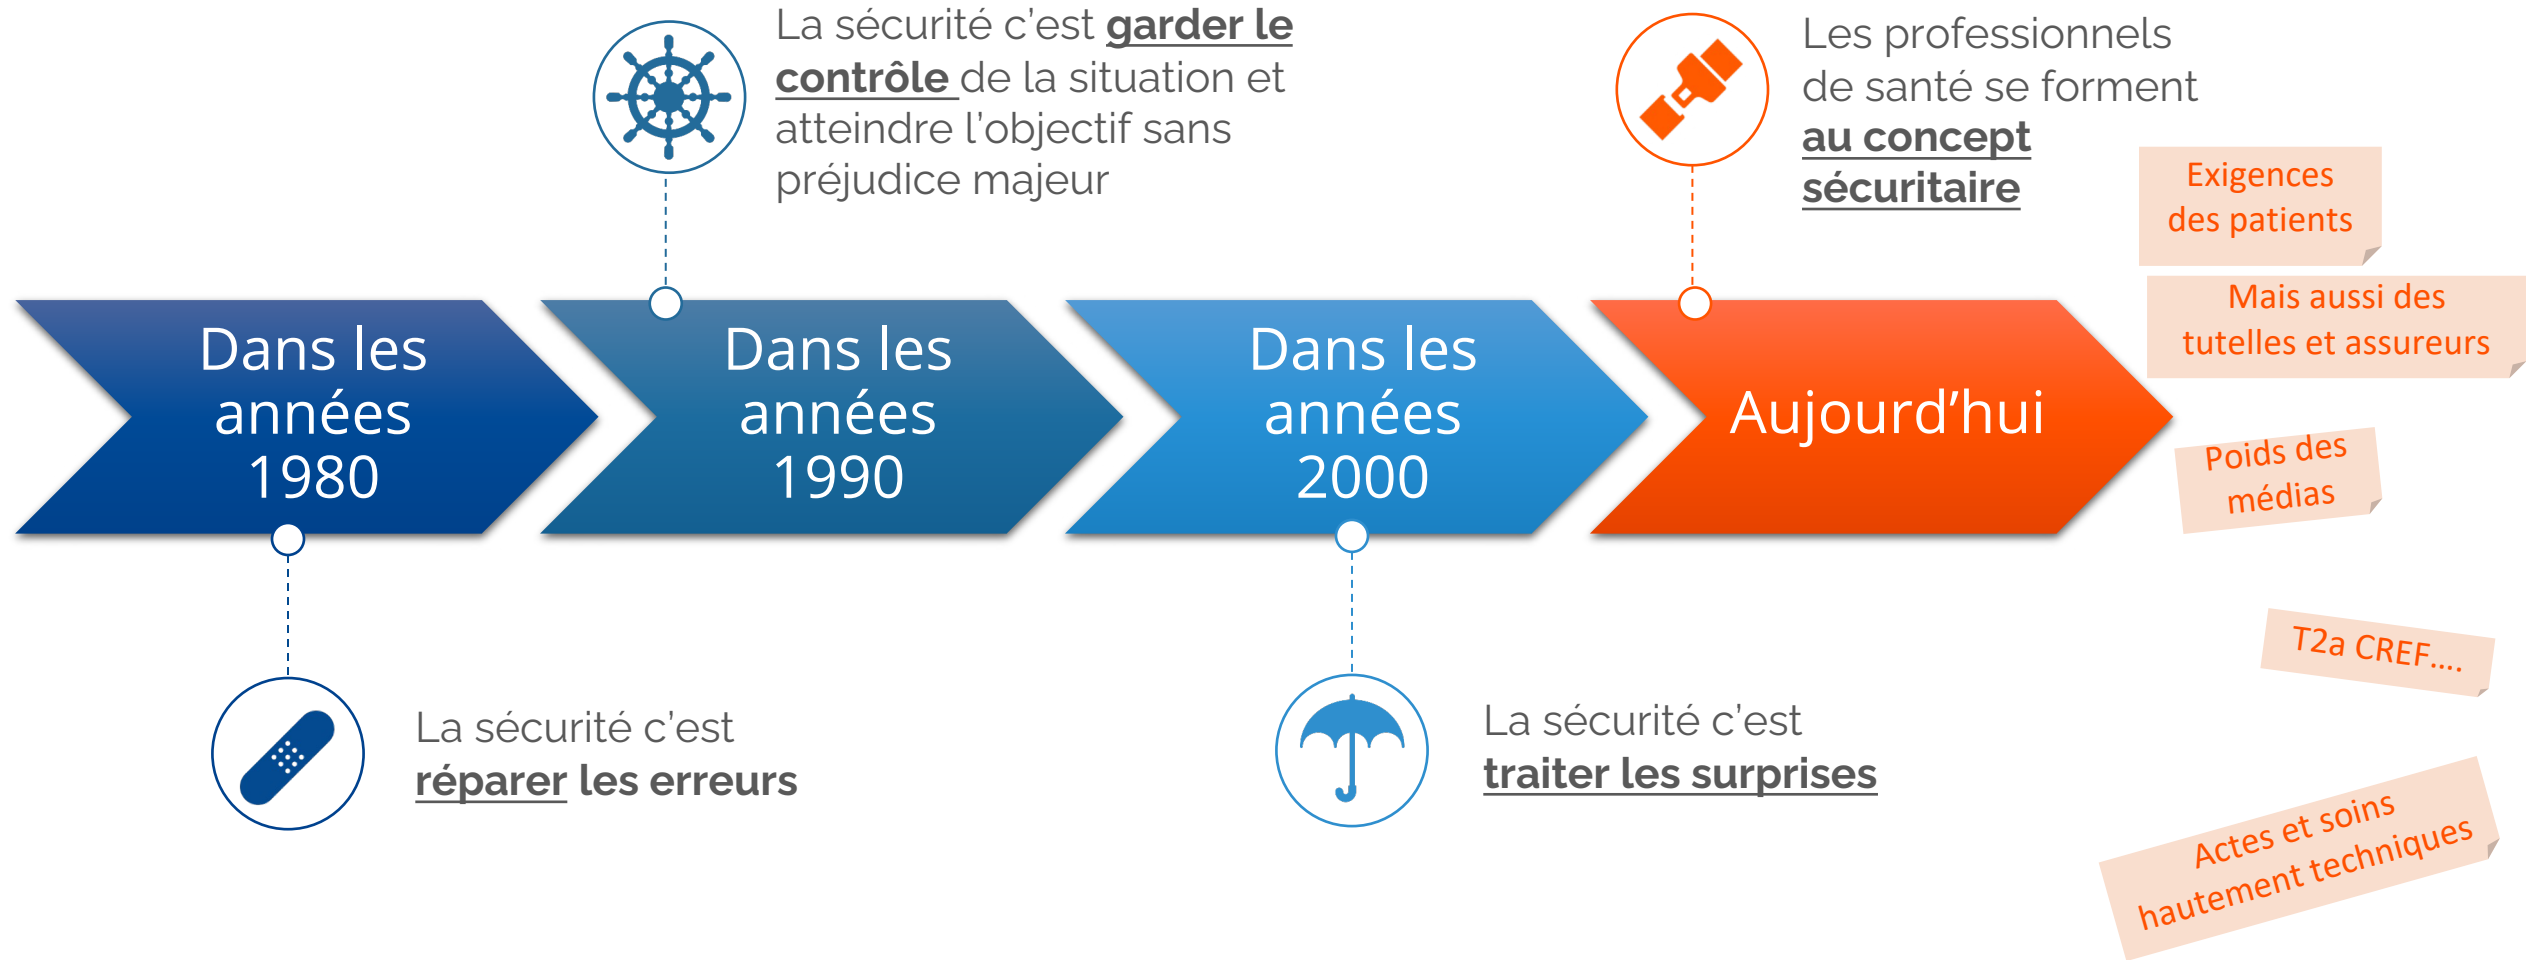 La sécurité c'est garder le
contrôle de la situation et
atteindre l'objectif sans
préjudice majeur
Les professionnels
de santé se forment
au concept
sécuritaire
Exigences
des patients
Mais aussi des
tutelles et assureurs
Dans les
années
1980
Dans les
années
1990
Dans les
années
2000
Aujourd'hui
Poids des
médias
T2a CREF....
La sécurité c'est
réparer les erreurs
La sécurité c'est
traiter les surprises
Actes et soins
hautement techniques